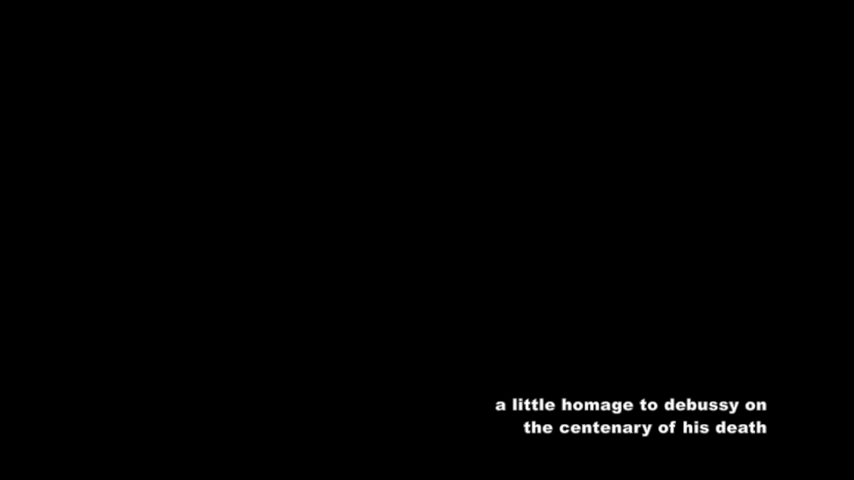 a little homage to debussy on
the centenary of his death